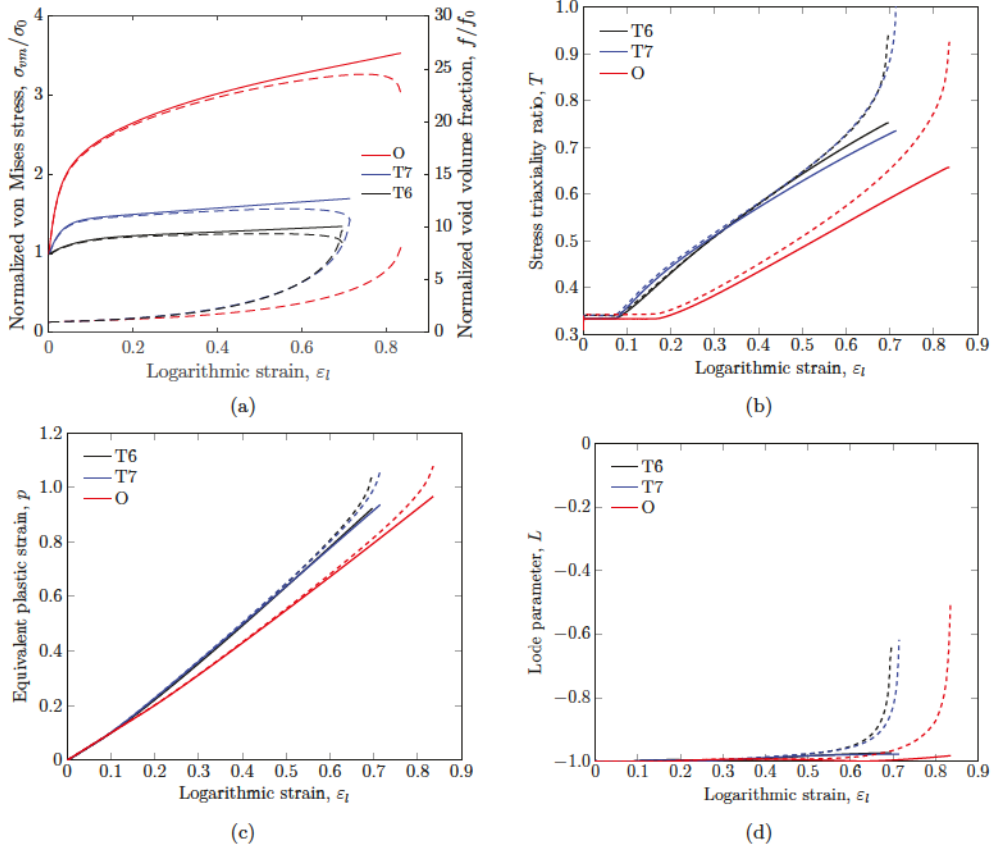 Normalized von Mises stress, σvm/σ0
4
3
2
1
0
0
0.2
0.4
0.6
0.8
Logarithmic strain, εl
30
25
20
15
10
5
0
Normalized void volume fraction, f/f0
O
T7
T6
(a)
Stress triaxiality ratio, T
1.0
0.9
0.8
0.7
0.6
0.5
0.4
0.3
0 0.1 0.2 0.3 0.4 0.5 0.6 0.7 0.8 0.9
Logarithmic strain, εl
T6
T7
O
(b)
Equivalent plastic strain, p
1.2
1.0
0.8
0.6
0.4
0.2
0
0 0.1 0.2 0.3 0.4 0.5 0.6 0.7 0.8 0.9
Logarithmic strain, εl
T6
T7
O
(c)
Lode parameter, L
0
−0.2
−0.4
−0.6
−0.8
−1.0
0 0.1 0.2 0.3 0.4 0.5 0.6 0.7 0.8 0.9
Logarithmic strain, εl
T6
T7
O
(d)